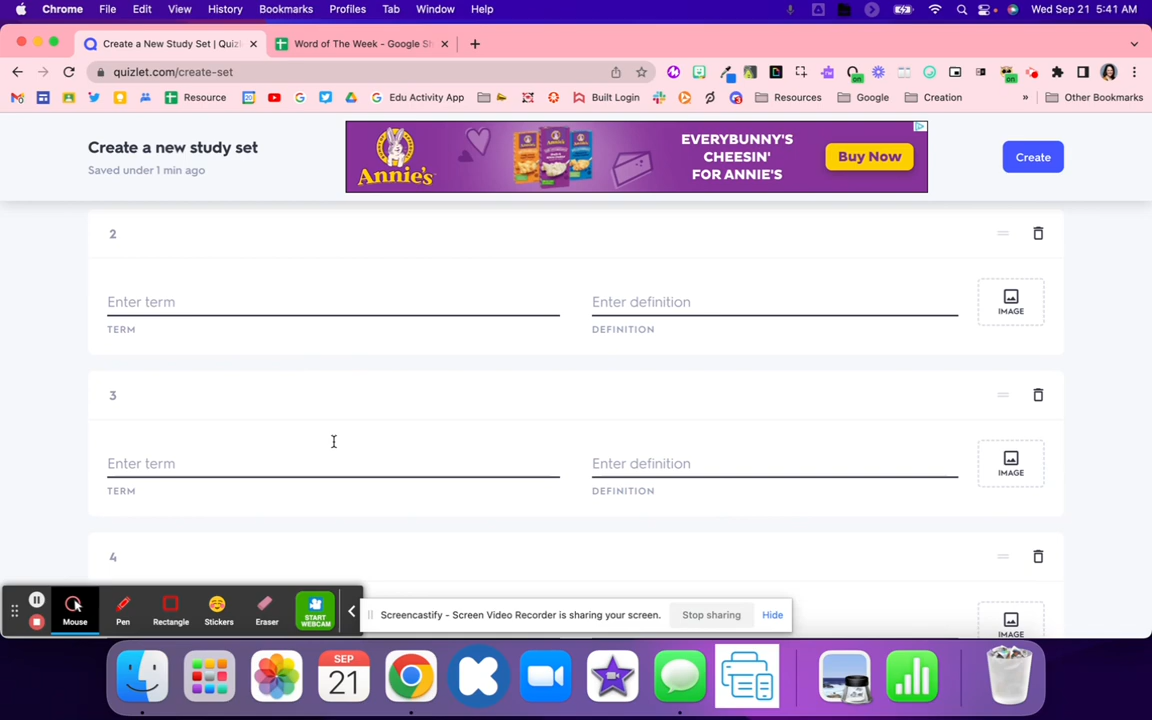 Chrome File Edit View History Bookmarks Profiles Tab Window Help Wed Sep 21 5:41 AM
Create a New Study Set | Quizl Word of The Week - Google Sh
quizlet.com/create-set
Resource Edu Activity App Built Login Resources Google Creation » Other Bookmarks
Create a new study set
Saved under 1 min ago
Annie's
EVERYBUNNY'S
CHEESIN'
FOR ANNIE'S
Buy Now
Create
2
Enter term Enter definition
TERM DEFINITION
IMAGE
3
Enter term Enter definition
TERM DEFINITION
IMAGE
4
IMAGE
Mouse Pen Rectangle Stickers Eraser
START
WEBCAM
Screencastify - Screen Video Recorder is sharing your screen. Stop sharing Hide
SEP
21